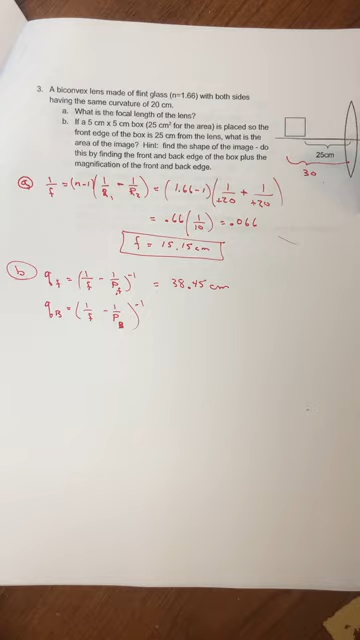 3. A biconvex lens made of flint glass (n=1.66) with both sides
having the same curvature of 20 cm.
a. What is the focal length of the lens?
b. If a 5 cm x 5 cm box (25 cm² for the area) is placed so the
front edge of the box is 25 cm from the lens, what is the
area of the image? Hint: find the shape of the image - do
this by finding the front and back edge of the box plus the
magnification of the front and back edge.
25cm
30
ⓐ 1/f = (n-1)(1/R₁ - 1/R₂) = (1.66-1)(1/+20 + 1/+20)
= .66(1/10) = .066
f = 15.15cm
ⓑ q_f = (1/f - 1/P_f)⁻¹ = 38.45 cm
q_B = (1/f - 1/P_B)⁻¹